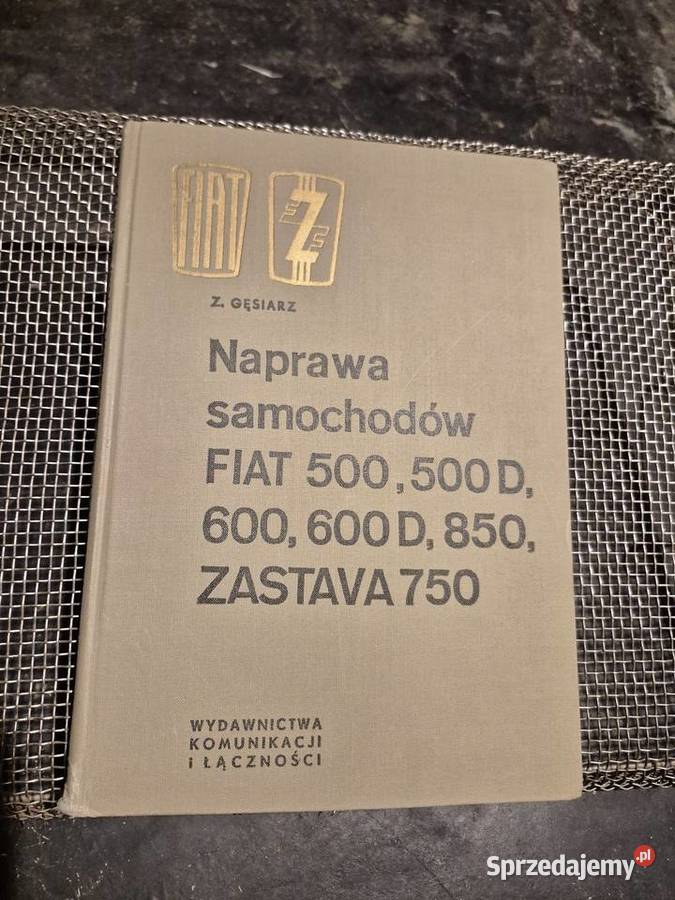 FIAT Z
Z. GĘSIARZ
Naprawa
samochodów
FIAT 500, 500 D,
600, 600 D, 850,
ZASTAVA 750
WYDAWNICTWA
KOMUNIKACJI
I ŁĄCZNOŚCI
Sprzedajemy.pl